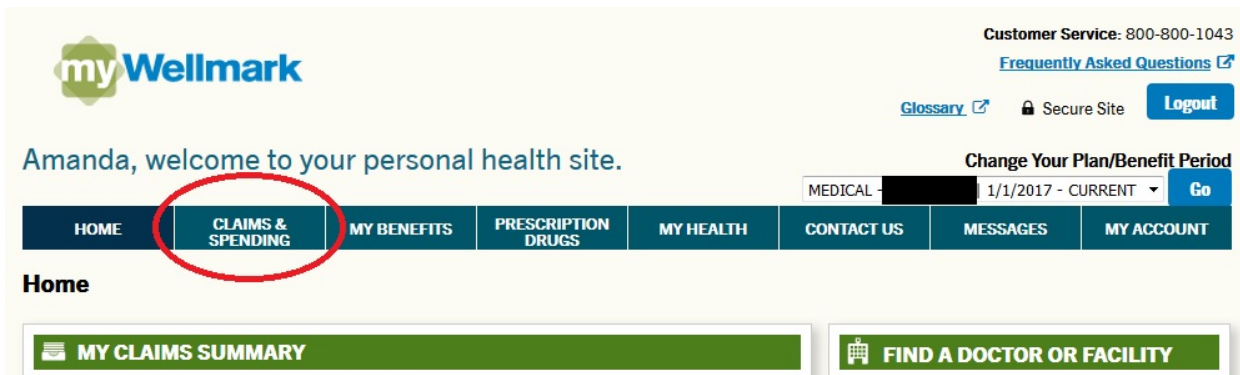 myWellmark
Customer Service: 800-800-1043
Frequently Asked Questions
Glossary Secure Site Logout
Amanda, welcome to your personal health site.
Change Your Plan/Benefit Period
MEDICAL - | 1/1/2017 - CURRENT Go
HOME
CLAIMS &
SPENDING
MY BENEFITS
PRESCRIPTION
DRUGS
MY HEALTH
CONTACT US
MESSAGES
MY ACCOUNT
Home
MY CLAIMS SUMMARY
FIND A DOCTOR OR FACILITY